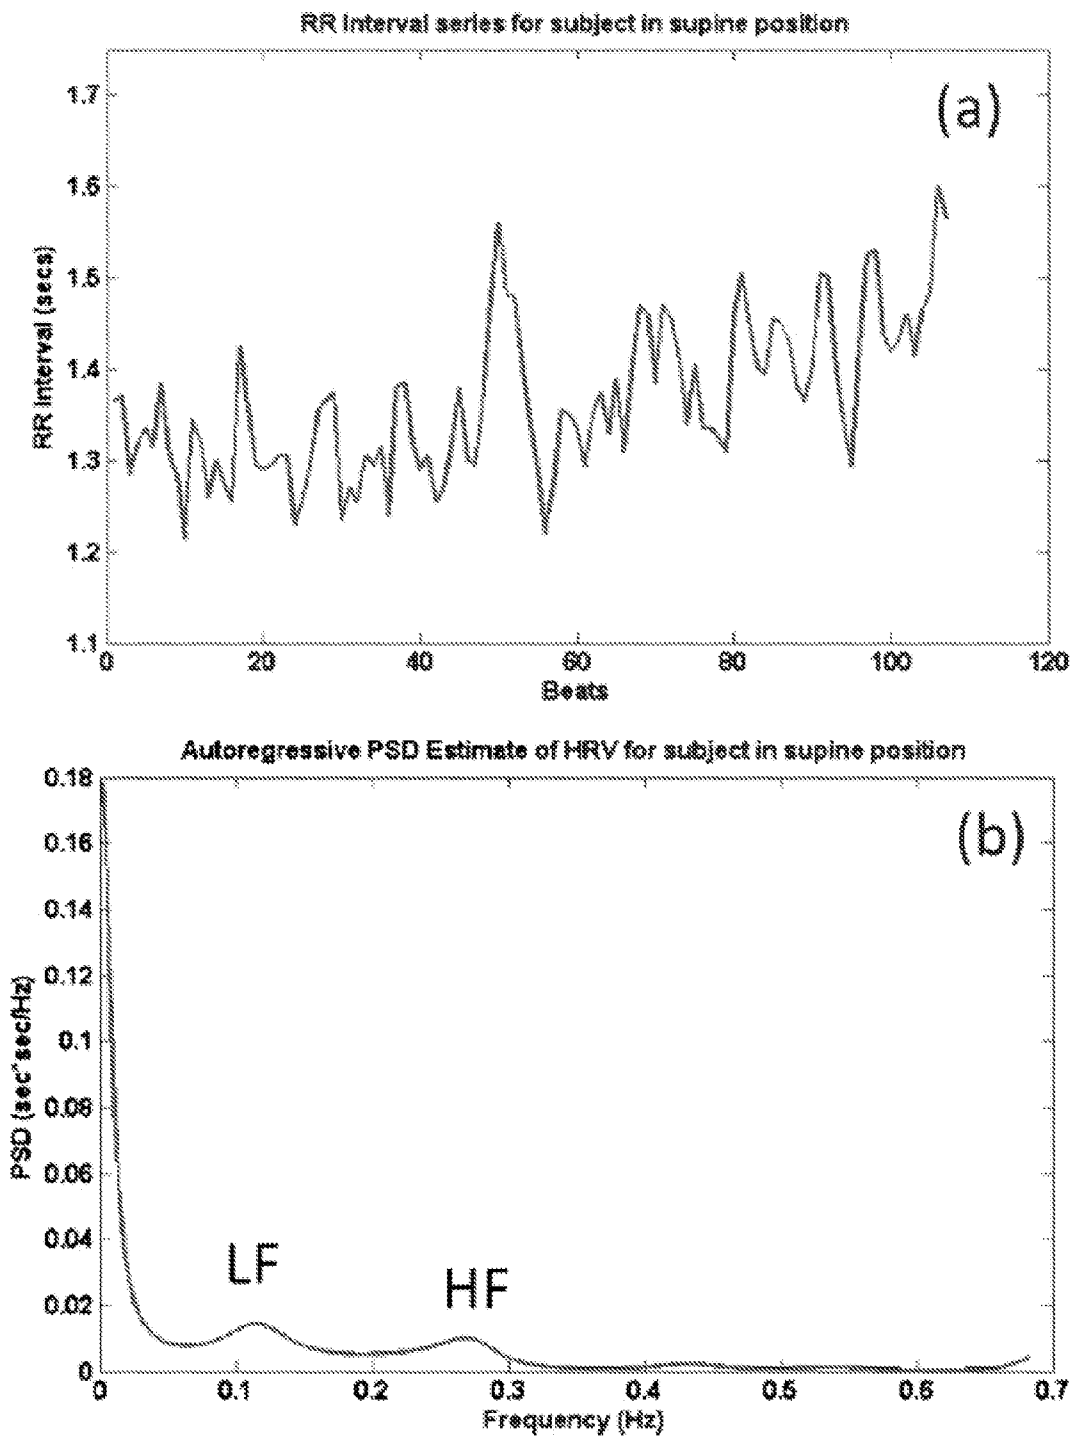 RR Interval series for subject in supine position
(a)
1.7
1.6
1.5
1.4
1.3
1.2
1.1
RR Interval (secs)
0 20 40 60 80 100 120
Beats
Autoregressive PSD Estimate of HRV for subject in supine position
(b)
0.18
0.16
0.14
0.12
0.1
0.08
0.06
0.04
0.02
0
PSD (sec*sec/Hz)
LF
HF
0 0.1 0.2 0.3 0.4 0.5 0.6 0.7
Frequency (Hz)